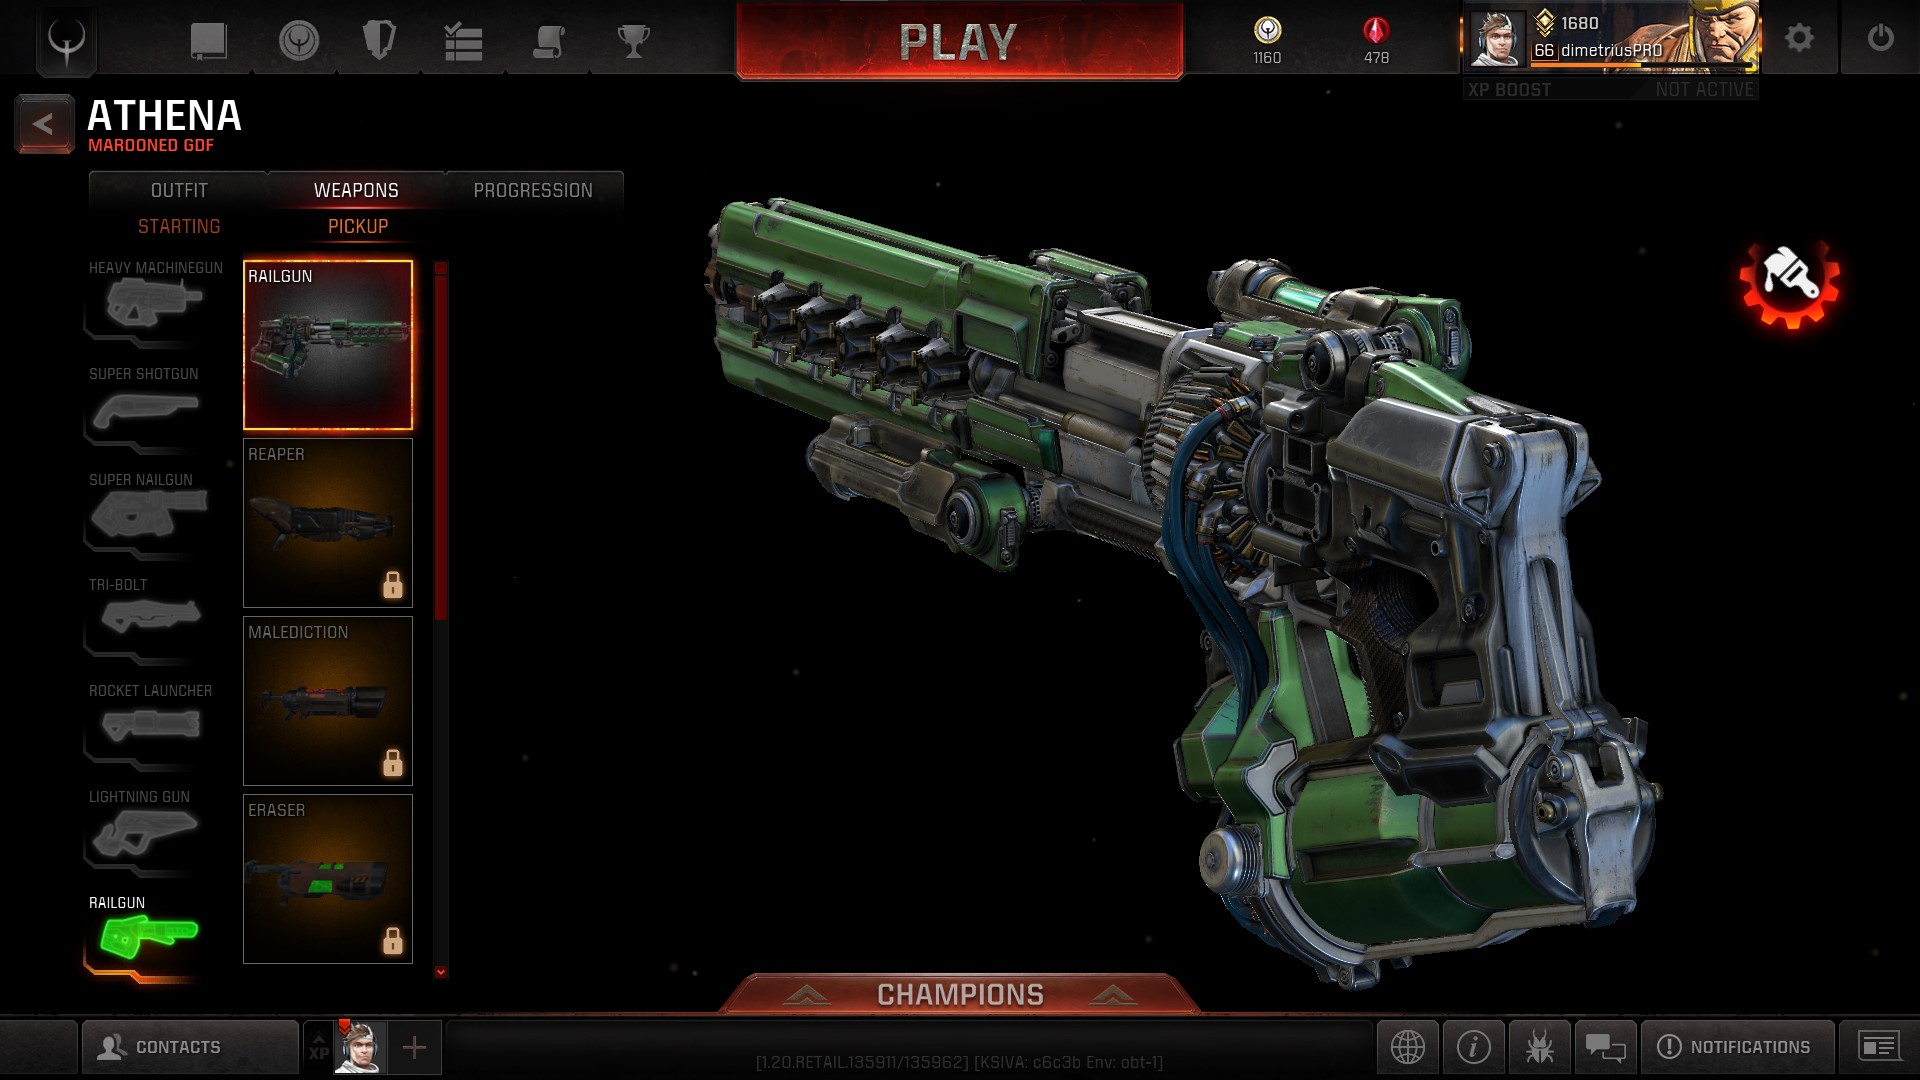 PLAY
1160
478
1680
66 dimetriusPRO
XP BOOST NOT ACTIVE
ATHENA
MAROONED GDF
OUTFIT WEAPONS PROGRESSION
STARTING PICKUP
HEAVY MACHINEGUN
SUPER SHOTGUN
SUPER NAILGUN
TRI-BOLT
ROCKET LAUNCHER
LIGHTNING GUN
RAILGUN
RAILGUN
REAPER
MALEDICTION
ERASER
CHAMPIONS
CONTACTS
XP
[1.20.RETAIL.135911/135962] [KSIVA: c6c3b Env: obt-1]
NOTIFICATIONS